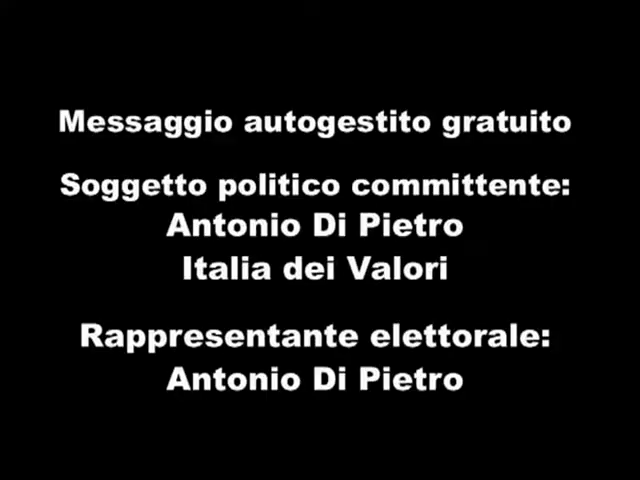 Messaggio autogestito gratuito
Soggetto politico committente:
Antonio Di Pietro
Italia dei Valori
Rappresentante elettorale:
Antonio Di Pietro